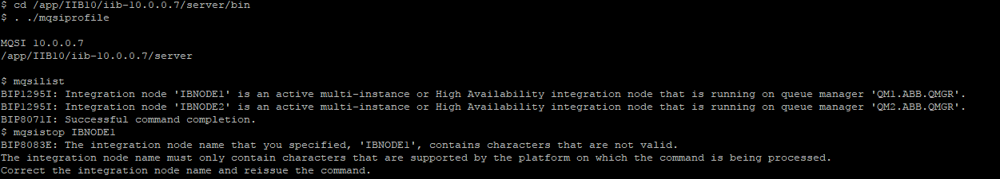 $ cd /app/IIB10/iib-10.0.0.7/server/bin
$ . ./mqsiprofile
MQSI 10.0.0.7
/app/IIB10/iib-10.0.0.7/server
$ mqsilist
BIP1295I: Integration node 'IBNODE1' is an active multi-instance or High Availability integration node that is running on queue manager 'QM1.ABB.QMGR'.
BIP1295I: Integration node 'IBNODE2' is an active multi-instance or High Availability integration node that is running on queue manager 'QM2.ABB.QMGR'.
BIP8071I: Successful command completion.
$ mqsistop IBNODE1
BIP8083E: The integration node name that you specified, 'IBNODE1', contains characters that are not valid.
The integration node name must only contain characters that are supported by the platform on which the command is being processed.
Correct the integration node name and reissue the command.